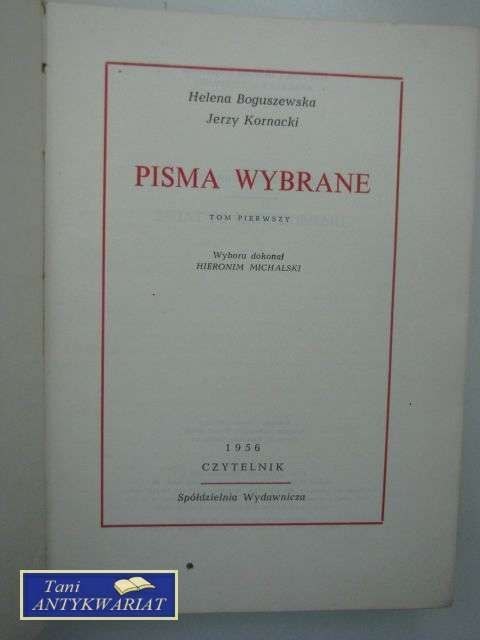 Helena Boguszewska
Jerzy Kornacki
PISMA WYBRANE
TOM PIERWSZY
Wyboru dokonał
HIERONIM MICHALSKI
1956
CZYTELNIK
Spółdzielnia Wydawnicza
Tani
ANTYKWARIAT